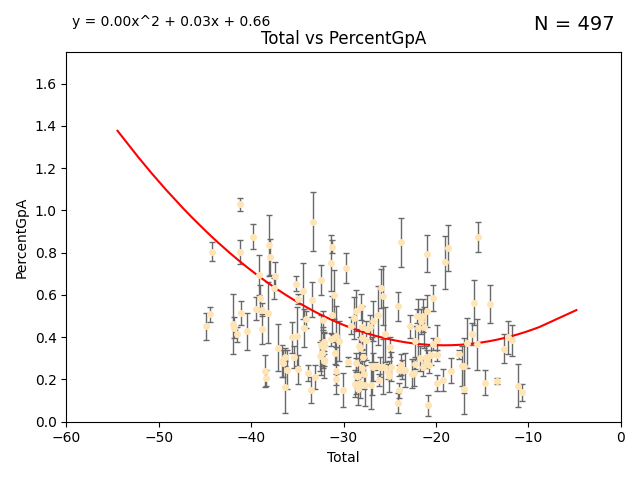 y = 0.00x^2 + 0.03x + 0.66
N = 497
Total vs PercentGpA
1.6
1.4
1.2
1.0
0.8
0.6
0.4
0.2
0.0
PercentGpA
−60 −50 −40 −30 −20 −10 0
Total